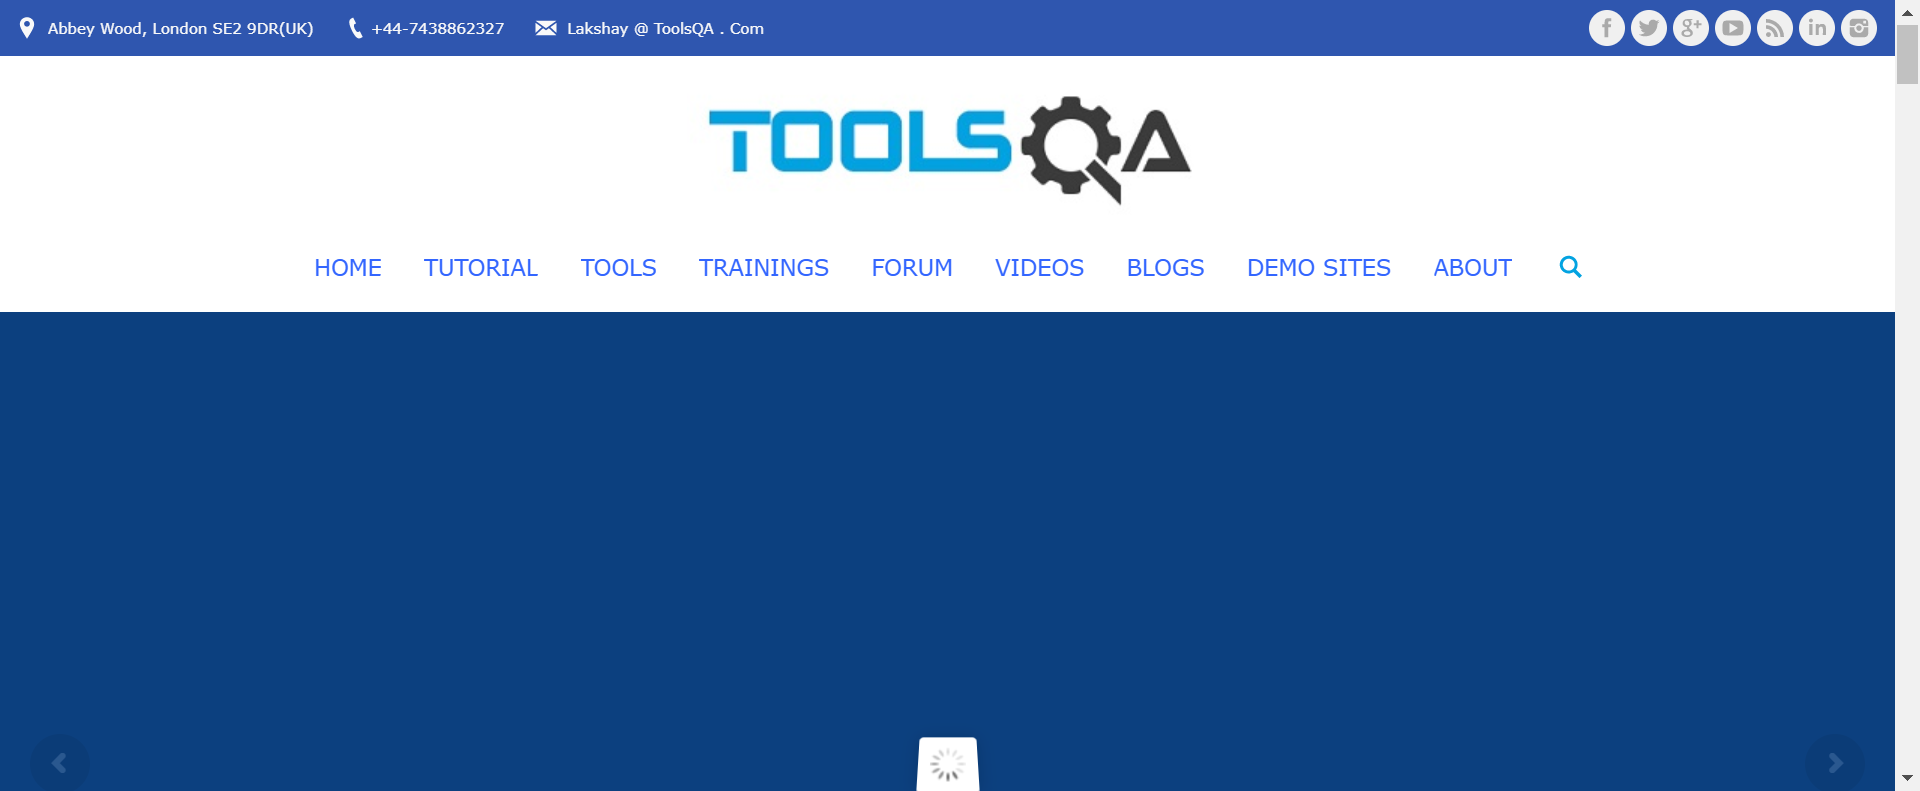 Abbey Wood, London SE2 9DR(UK) +44-7438862327 Lakshay @ ToolsQA . Com
TOOLSQA
HOME TUTORIAL TOOLS TRAININGS FORUM VIDEOS BLOGS DEMO SITES ABOUT